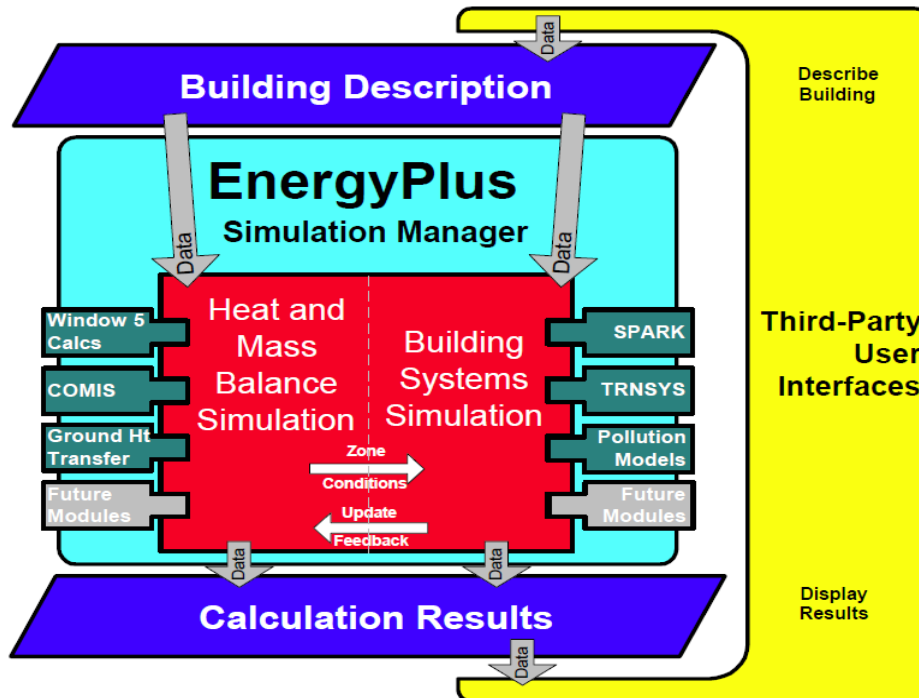 Data
Building Description
Describe
Building
EnergyPlus
Simulation Manager
Data
Data
Window 5
Calcs
COMIS
Ground Ht
Transfer
Future
Modules
Heat and
Mass
Balance
Simulation
Building
Systems
Simulation
Zone
Conditions
Update
Feedback
SPARK
TRNSYS
Pollution
Models
Future
Modules
Third-Party
User
Interfaces
Data
Data
Calculation Results
Display
Results
Data